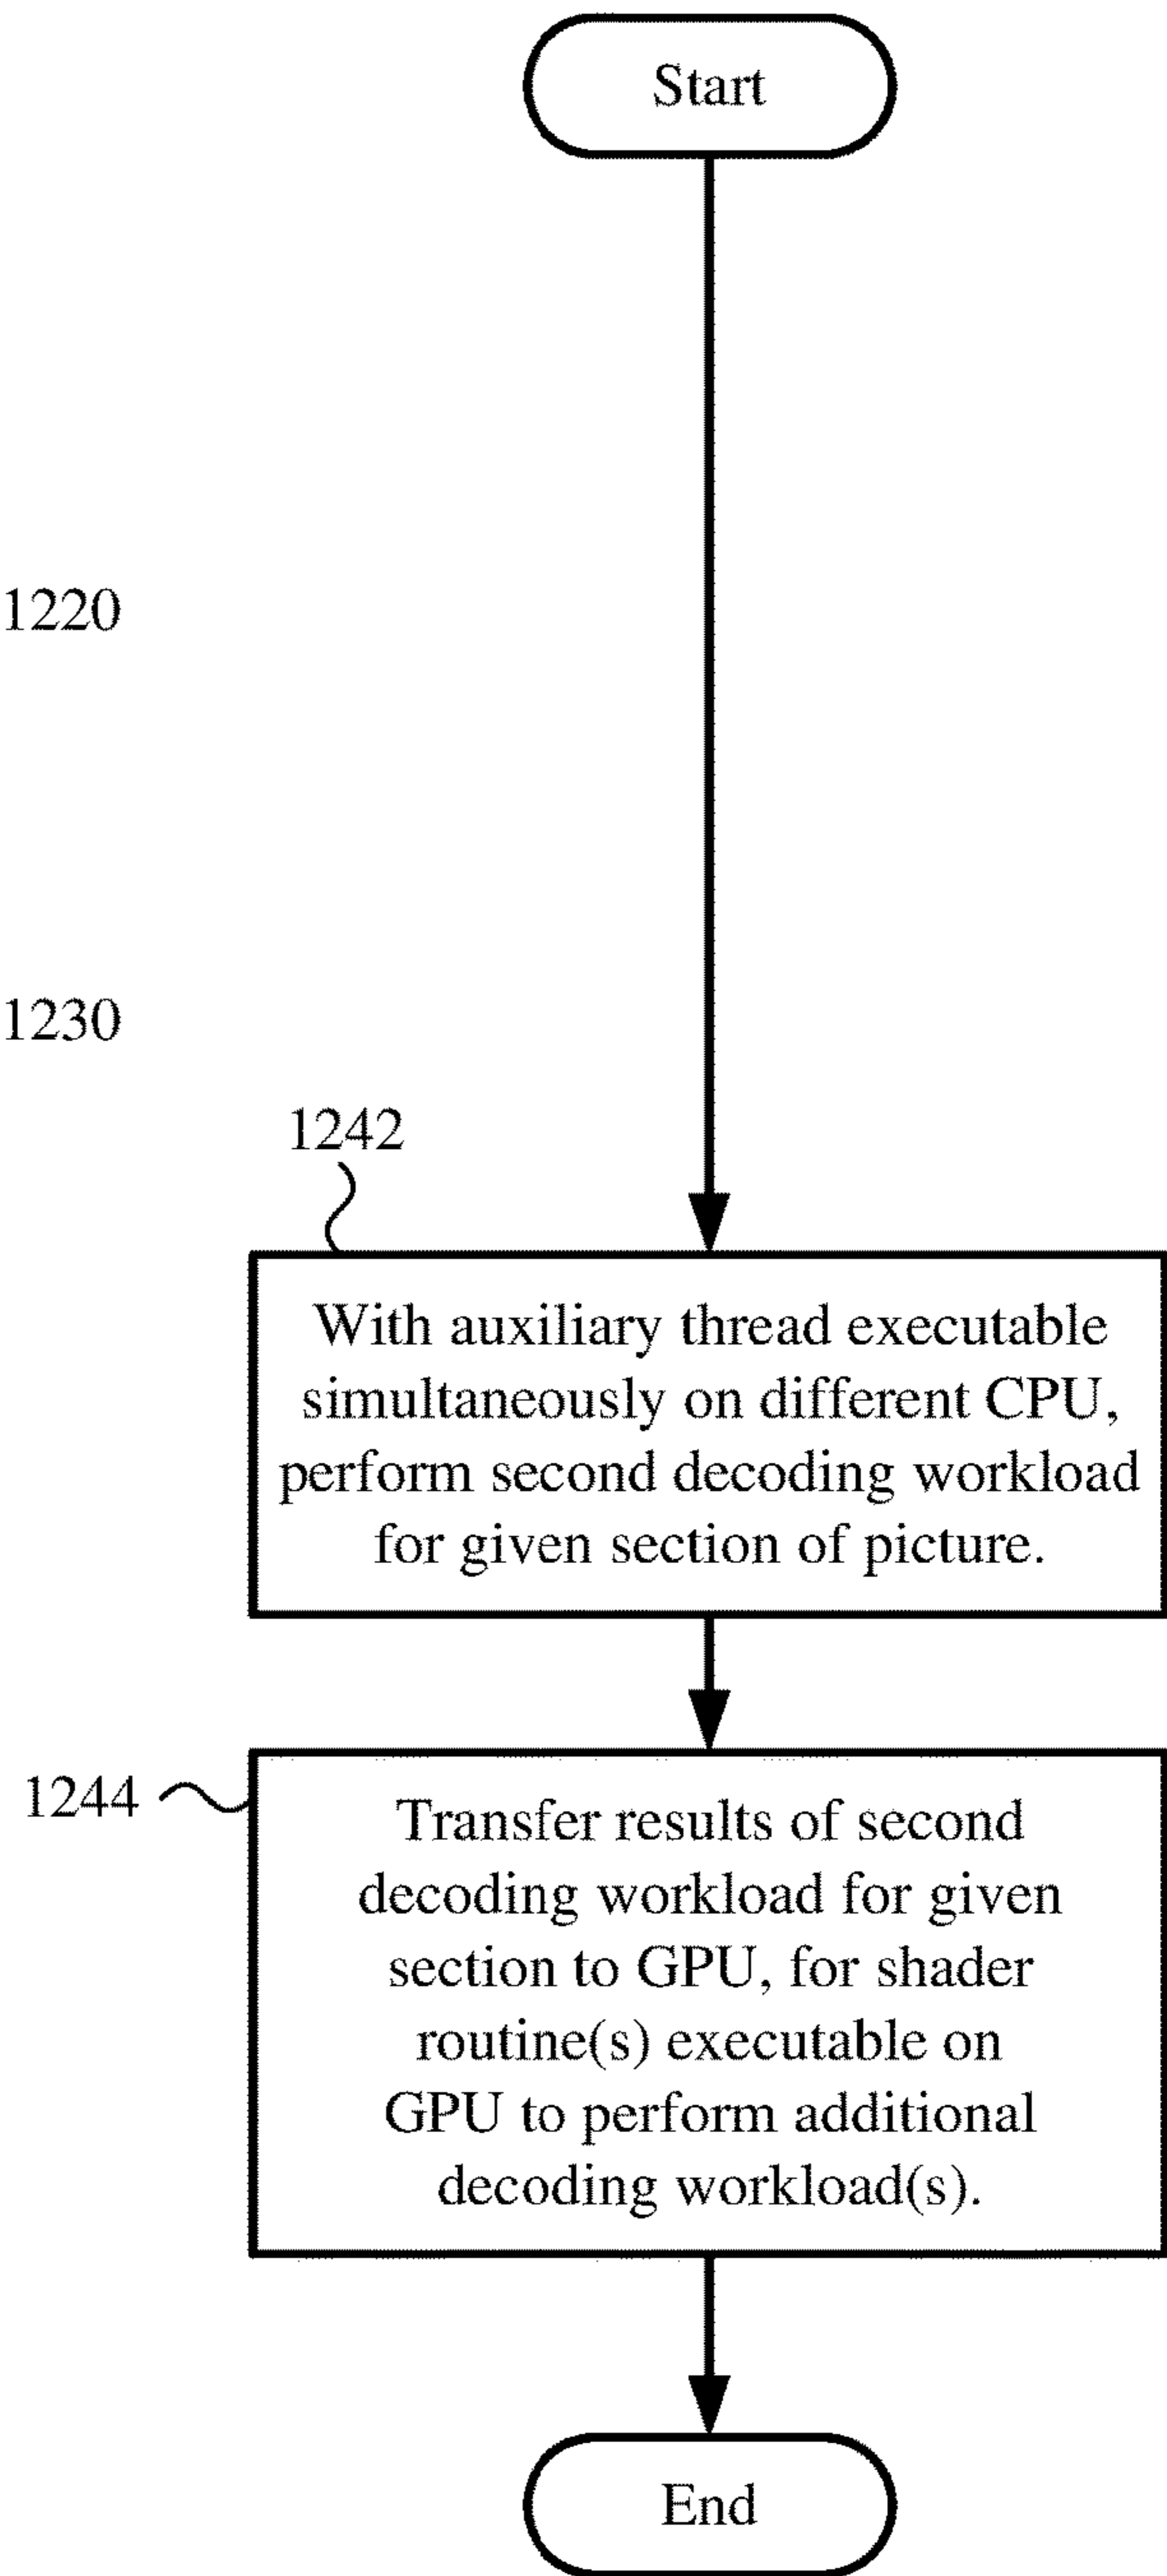 Start
1220
1230
1242
With auxiliary thread executable
simultaneously on different CPU,
perform second decoding workload
for given section of picture.
1244
Transfer results of second
decoding workload for given
section to GPU, for shader
routine(s) executable on
GPU to perform additional
decoding workload(s).
End